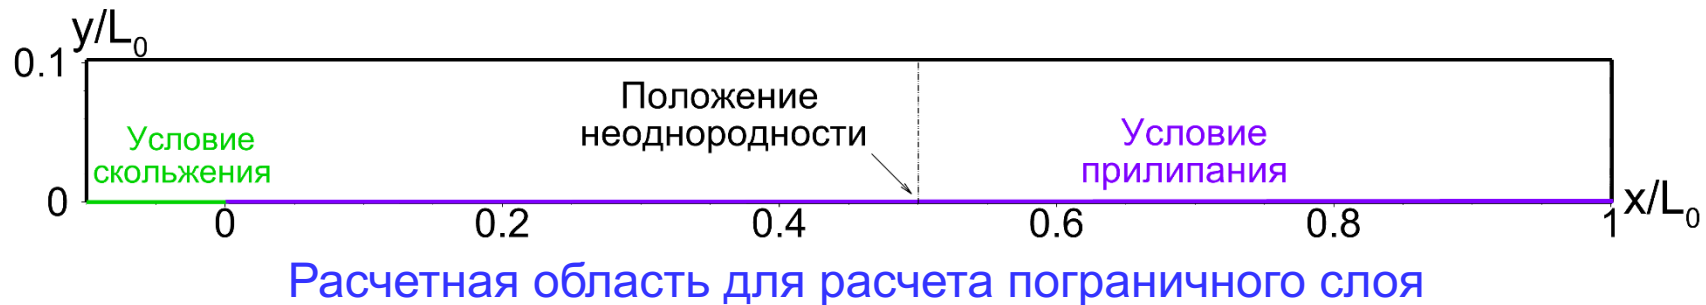 y/L₀
0.1
Положение
неоднородности
Условие
скольжения
Условие
прилипания
0
x/L₀
0
0.2
0.4
0.6
0.8
1
Расчетная область для расчета пограничного слоя